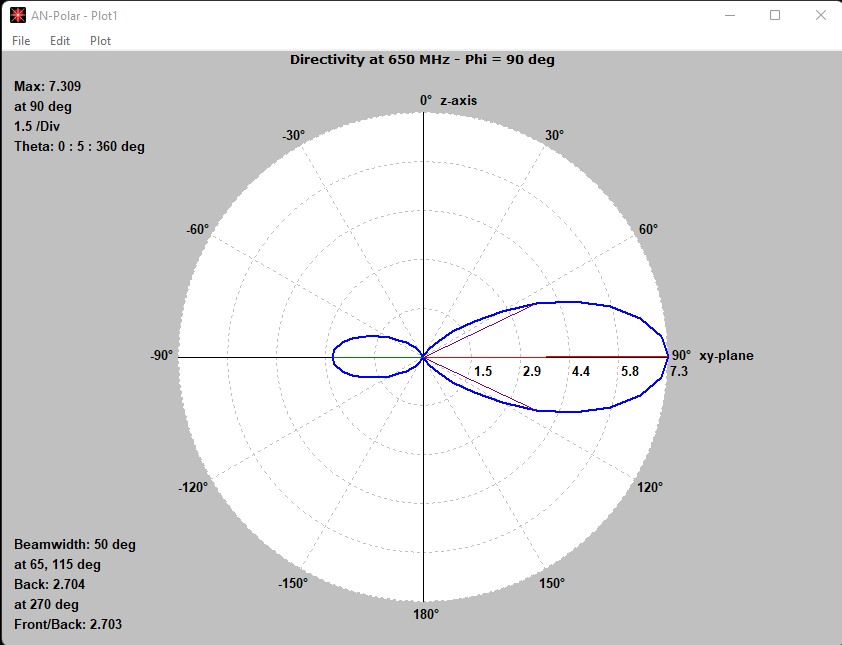 AN-Polar - Plot1
File Edit Plot
Directivity at 650 MHz - Phi = 90 deg
Max: 7.309
at 90 deg
1.5 /Div
Theta: 0 : 5 : 360 deg
0° z-axis
-30° 30°
-60° 60°
-90° 90° xy-plane
1.5 2.9 4.4 5.8 7.3
-120° 120°
-150° 150°
180°
Beamwidth: 50 deg
at 65, 115 deg
Back: 2.704
at 270 deg
Front/Back: 2.703